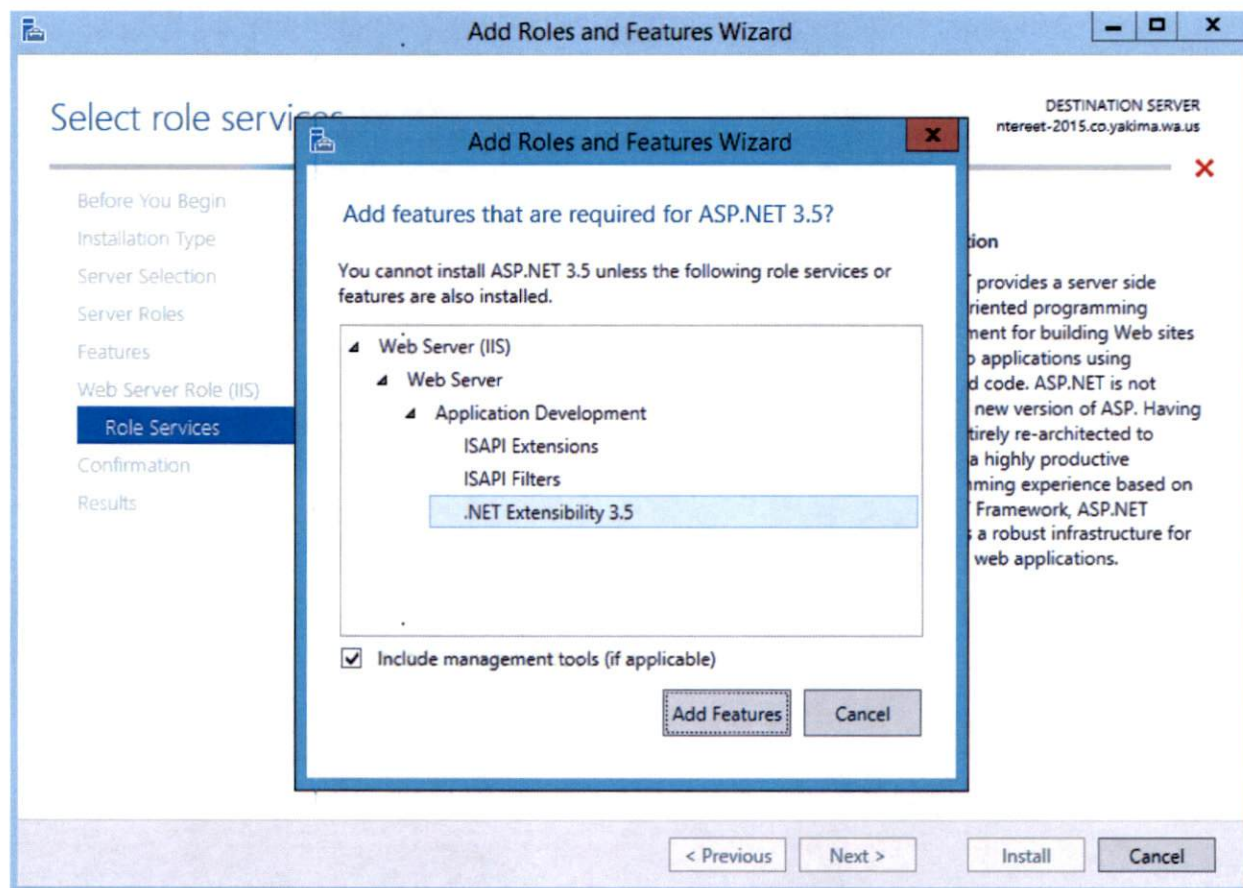 Add Roles and Features Wizard
Select role services
DESTINATION SERVER
ntereet-2015.co.yakima.wa.us
Before You Begin
Installation Type
Server Selection
Server Roles
Features
Web Server Role (IIS)
Role Services
Confirmation
Results
Add Roles and Features Wizard
Add features that are required for ASP.NET 3.5?
You cannot install ASP.NET 3.5 unless the following role services or
features are also installed.
Web Server (IIS)
Web Server
Application Development
ISAPI Extensions
ISAPI Filters
.NET Extensibility 3.5
Include management tools (if applicable)
Add Features
Cancel
provides a server side
programming
for building Web sites
applications using
code. ASP.NET is not
new version of ASP. Having
re-architected to
a highly productive
experience based on
Framework, ASP.NET
a robust infrastructure for
web applications.
< Previous
Next >
Install
Cancel